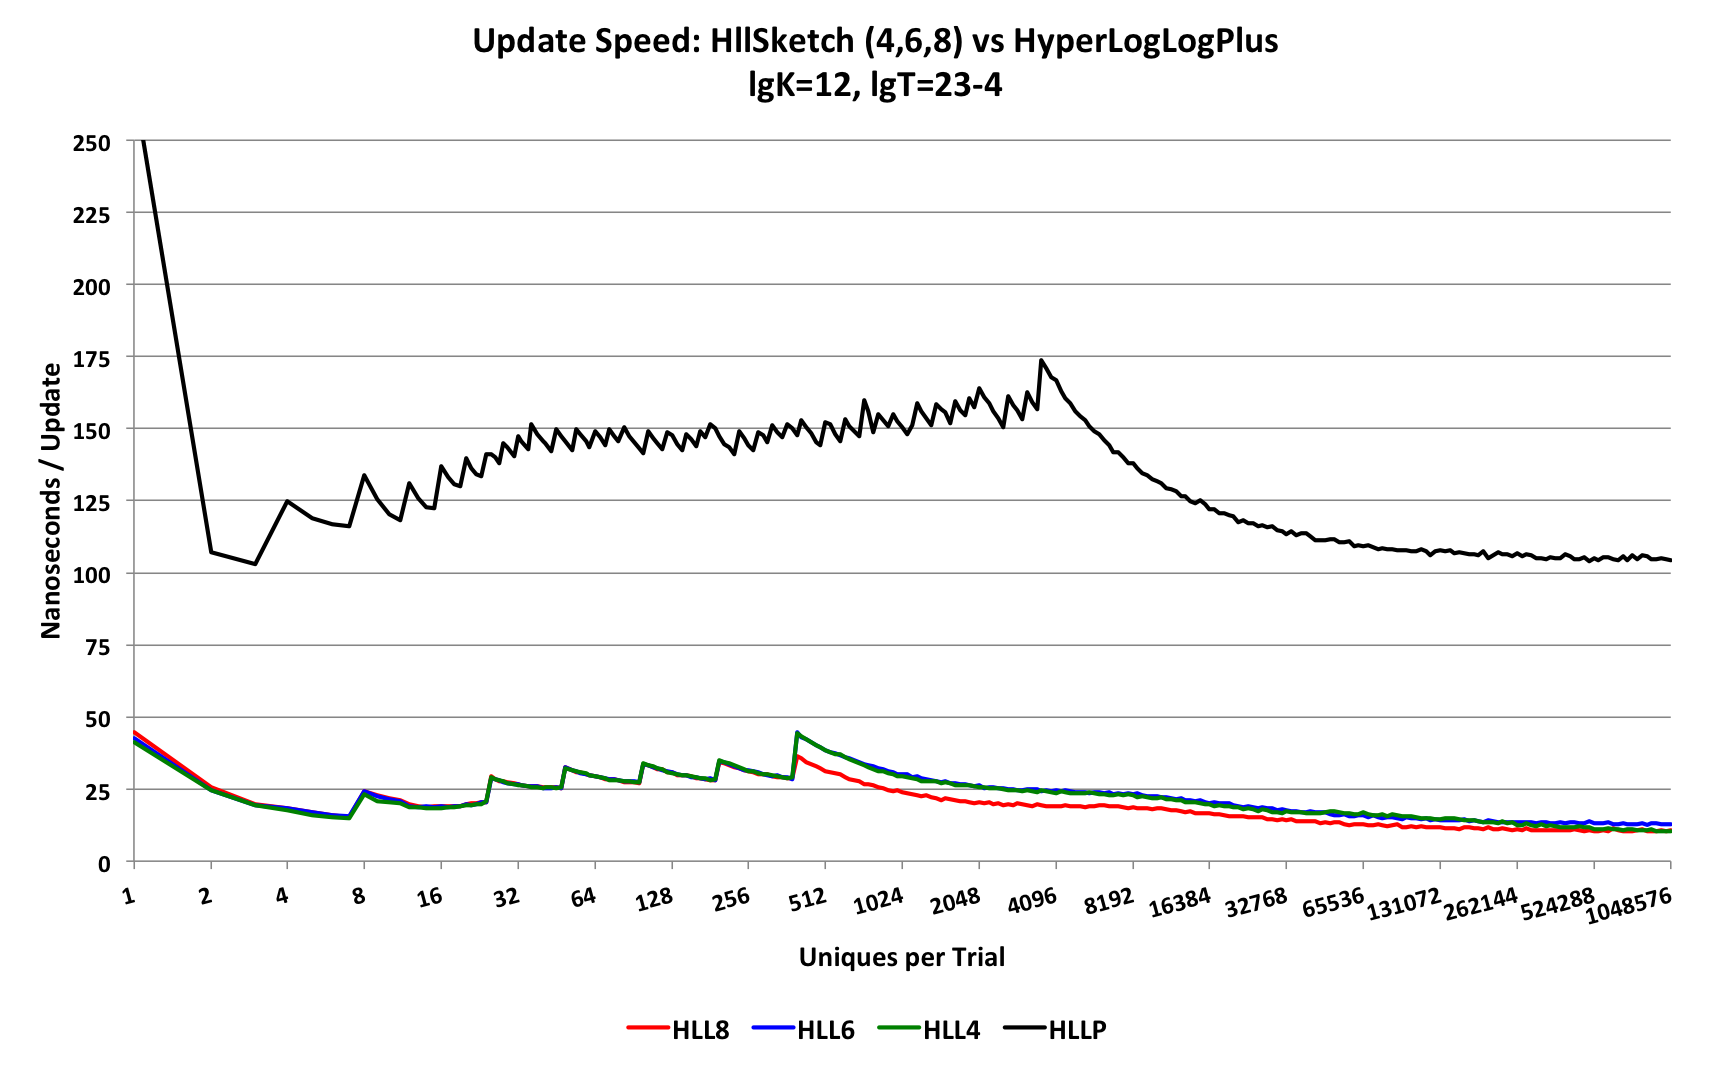 Update Speed: HllSketch (4,6,8) vs HyperLogLogPlus
lgK=12, lgT=23-4
250
225
200
175
150
125
100
75
50
25
0
Nanoseconds / Update
1 2 4 8 16 32 64 128 256 512 1024 2048 4096 8192 16384 32768 65536 131072 262144 524288 1048576
Uniques per Trial
HLL8 HLL6 HLL4 HLLP